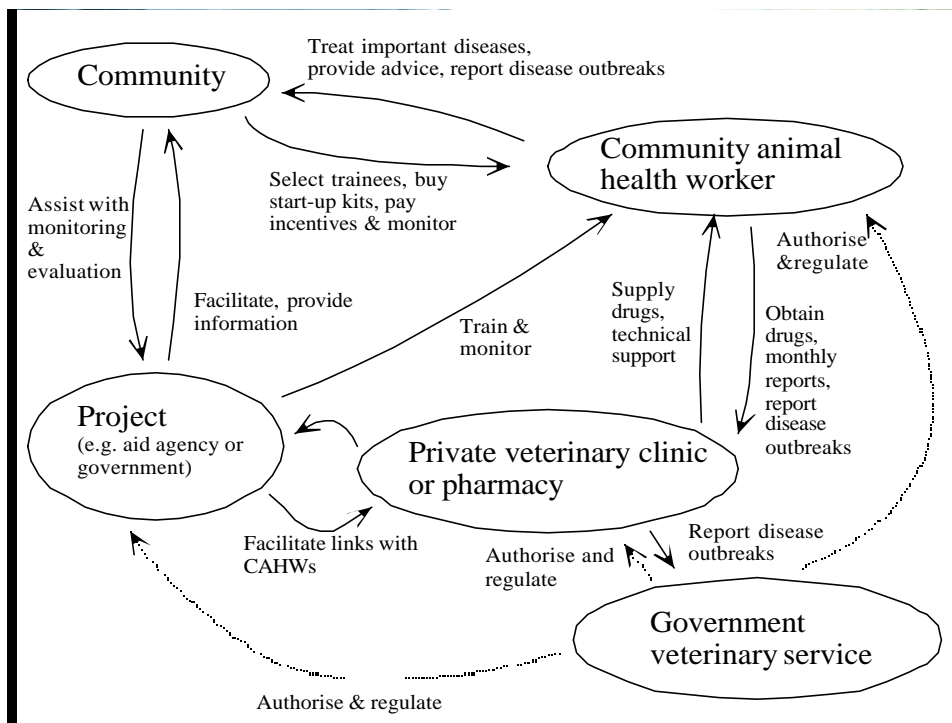 Treat important diseases,
provide advice, report disease outbreaks
Community
Community animal
health worker
Select trainees, buy
start-up kits, pay
incentives & monitor
Assist with
monitoring
&
evaluation
Authorise
&regulate
Facilitate, provide
information
Supply
drugs,
technical
support
Obtain
drugs,
monthly
reports,
report
disease
outbreaks
Train &
monitor
Project
(e.g. aid agency or
government)
Private veterinary clinic
or pharmacy
Facilitate links with
CAHWs
Report disease
outbreaks
Authorise and
regulate
Government
veterinary service
Authorise & regulate